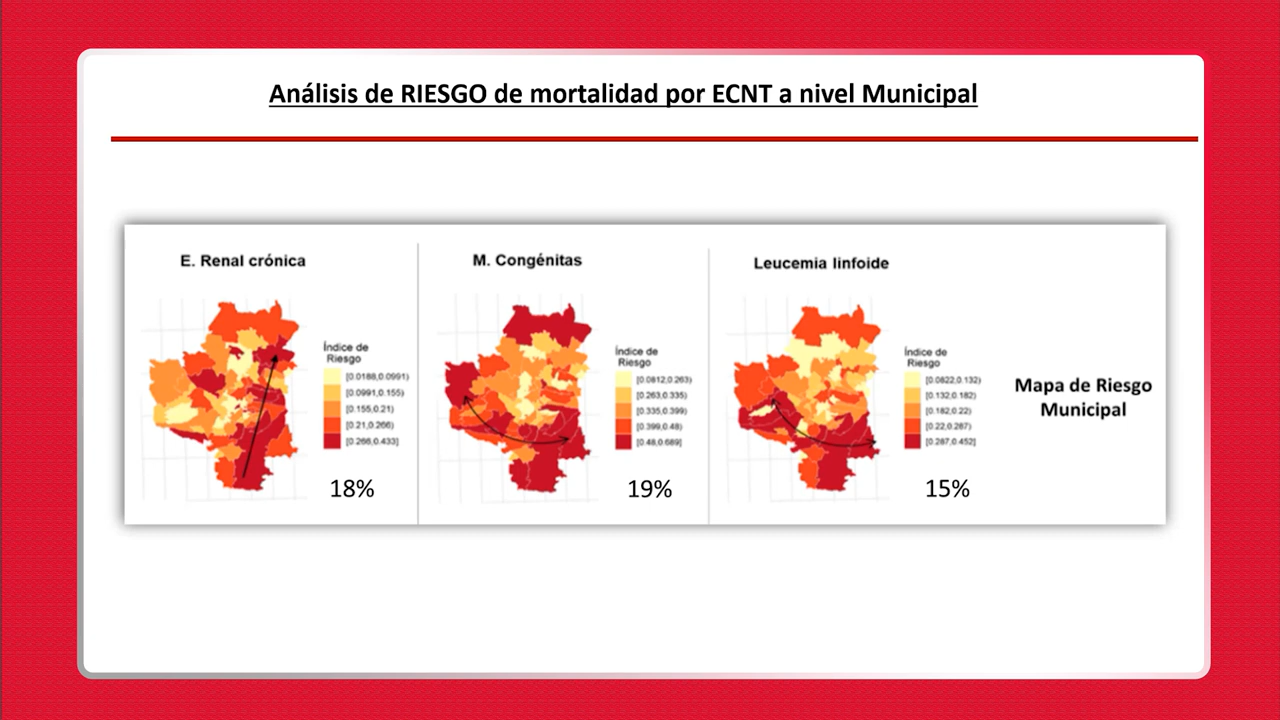 Análisis de RIESGO de mortalidad por ECNT a nivel Municipal
E. Renal crónica
Índice de
Riesgo
[0.0188,0.0991)
[0.0991,0.155)
[0.155,0.21)
[0.21,0.266)
[0.266,0.433]
18%
M. Congénitas
Índice de
Riesgo
[0.0812,0.263)
[0.263,0.335)
[0.335,0.399)
[0.399,0.48)
[0.48,0.689]
19%
Leucemia linfoide
Índice de
Riesgo
[0.0822,0.132)
[0.132,0.182)
[0.182,0.22)
[0.22,0.287)
[0.287,0.452]
15%
Mapa de Riesgo
Municipal